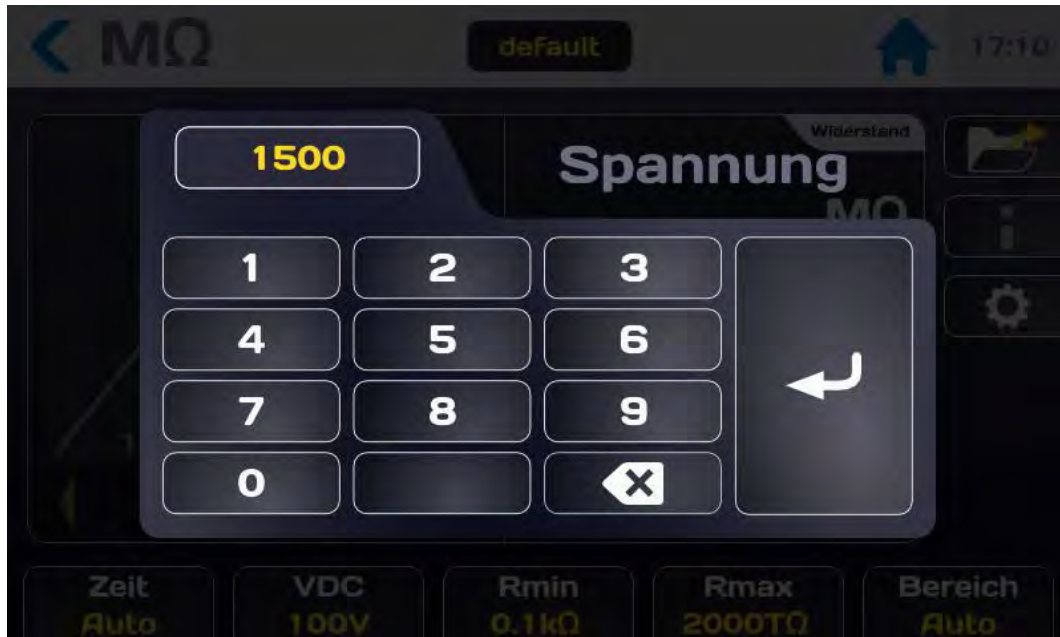 MΩ default 17:10
1500
Widerstand
Spannung
MΩ
1 2 3
4 5 6
7 8 9
0
Zeit VDC Rmin Rmax Bereich
Auto 100V 0.1kΩ 2000TΩ Auto